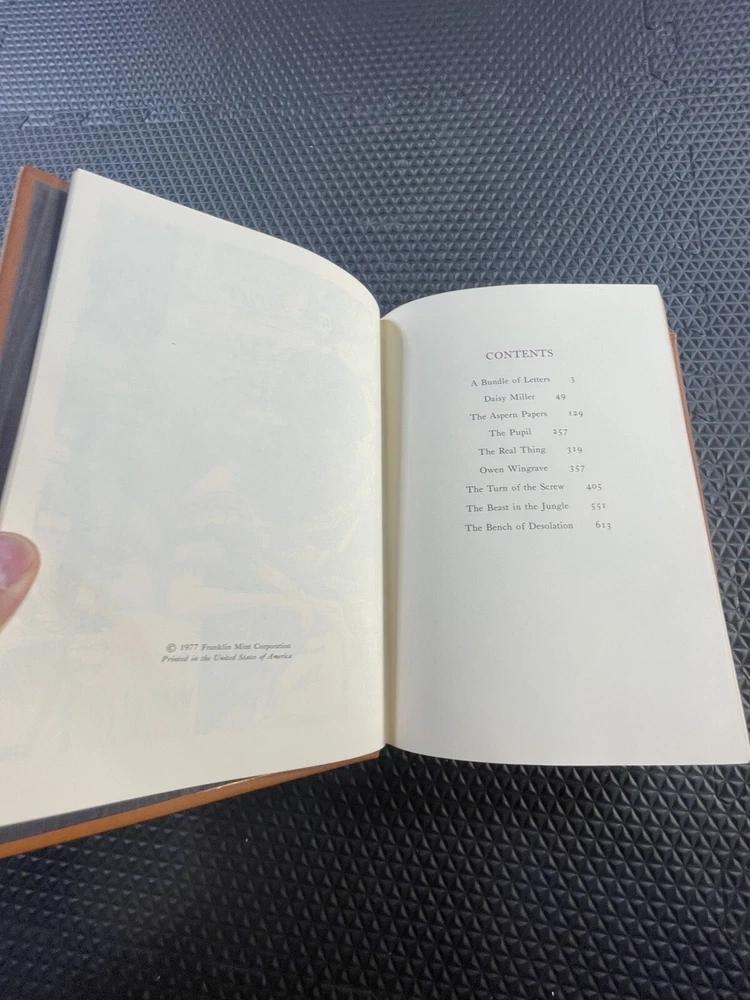 © 1977 Franklin Mint Corporation
Printed in the United States of America
CONTENTS
A Bundle of Letters 3
Daisy Miller 49
The Aspern Papers 129
The Pupil 257
The Real Thing 319
Owen Wingrave 357
The Turn of the Screw 405
The Beast in the Jungle 551
The Bench of Desolation 613